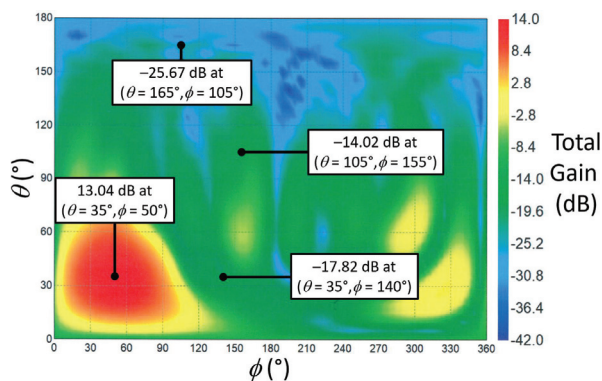 180
150
120
90
60
30
0
θ(°)
−25.67 dB at
(θ = 165°, ϕ = 105°)
−14.02 dB at
(θ = 105°, ϕ = 155°)
13.04 dB at
(θ = 35°, ϕ = 50°)
−17.82 dB at
(θ = 35°, ϕ = 140°)
0 30 60 90 120 150 180 210 240 270 300 330 360
ϕ(°)
14.0
8.4
2.8
-2.8
-8.4
-14.0
-19.6
-25.2
-30.8
-36.4
-42.0
Total
Gain
(dB)